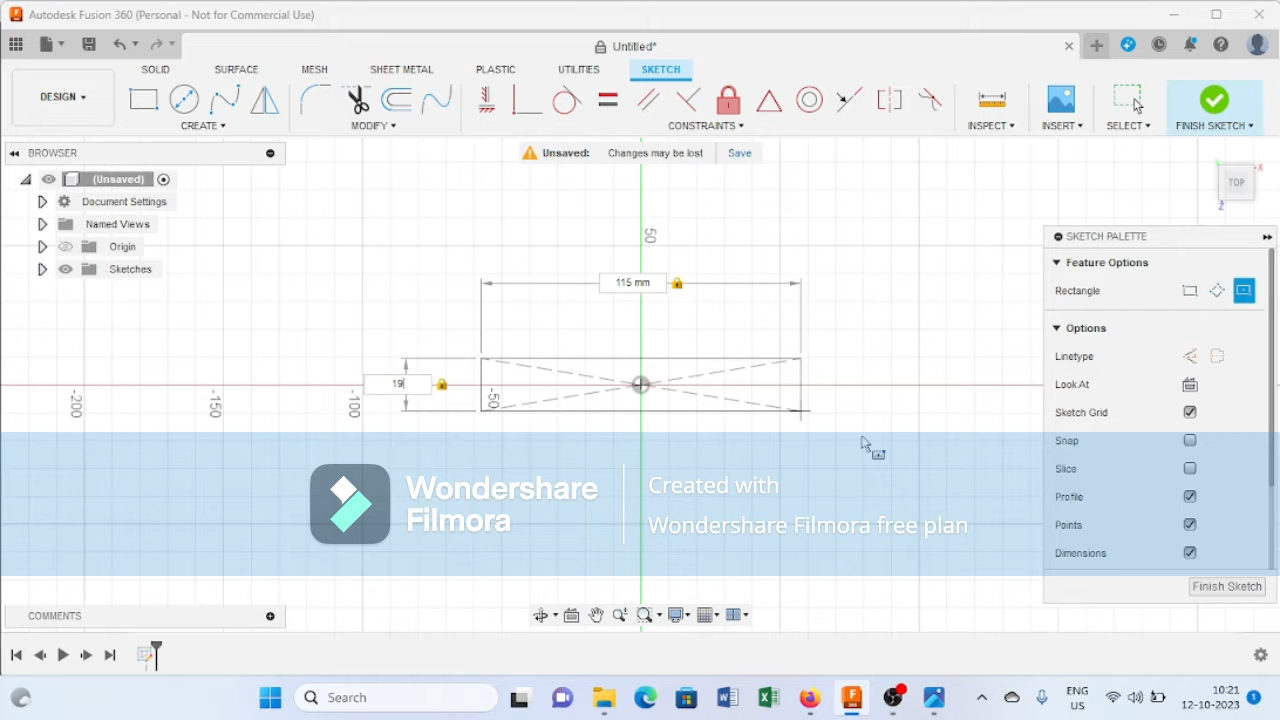 Autodesk Fusion 360 (Personal - Not for Commercial Use)
Untitled*
SOLID SURFACE MESH SHEET METAL PLASTIC UTILITIES SKETCH
DESIGN
CREATE MODIFY CONSTRAINTS INSPECT INSERT SELECT FINISH SKETCH
BROWSER
Unsaved: Changes may be lost Save
(Unsaved)
Document Settings
Named Views
Origin
Sketches
TOP
X
Z
SKETCH PALETTE
Feature Options
Rectangle
Options
Linetype
Look At
Sketch Grid
Snap
Slice
Profile
Points
Dimensions
Finish Sketch
50
115 mm
19
-50
-100
-150
-200
Wondershare
Filmora
Created with
Wondershare Filmora free plan
COMMENTS
Search
ENG
US
10:21
12-10-2023
1